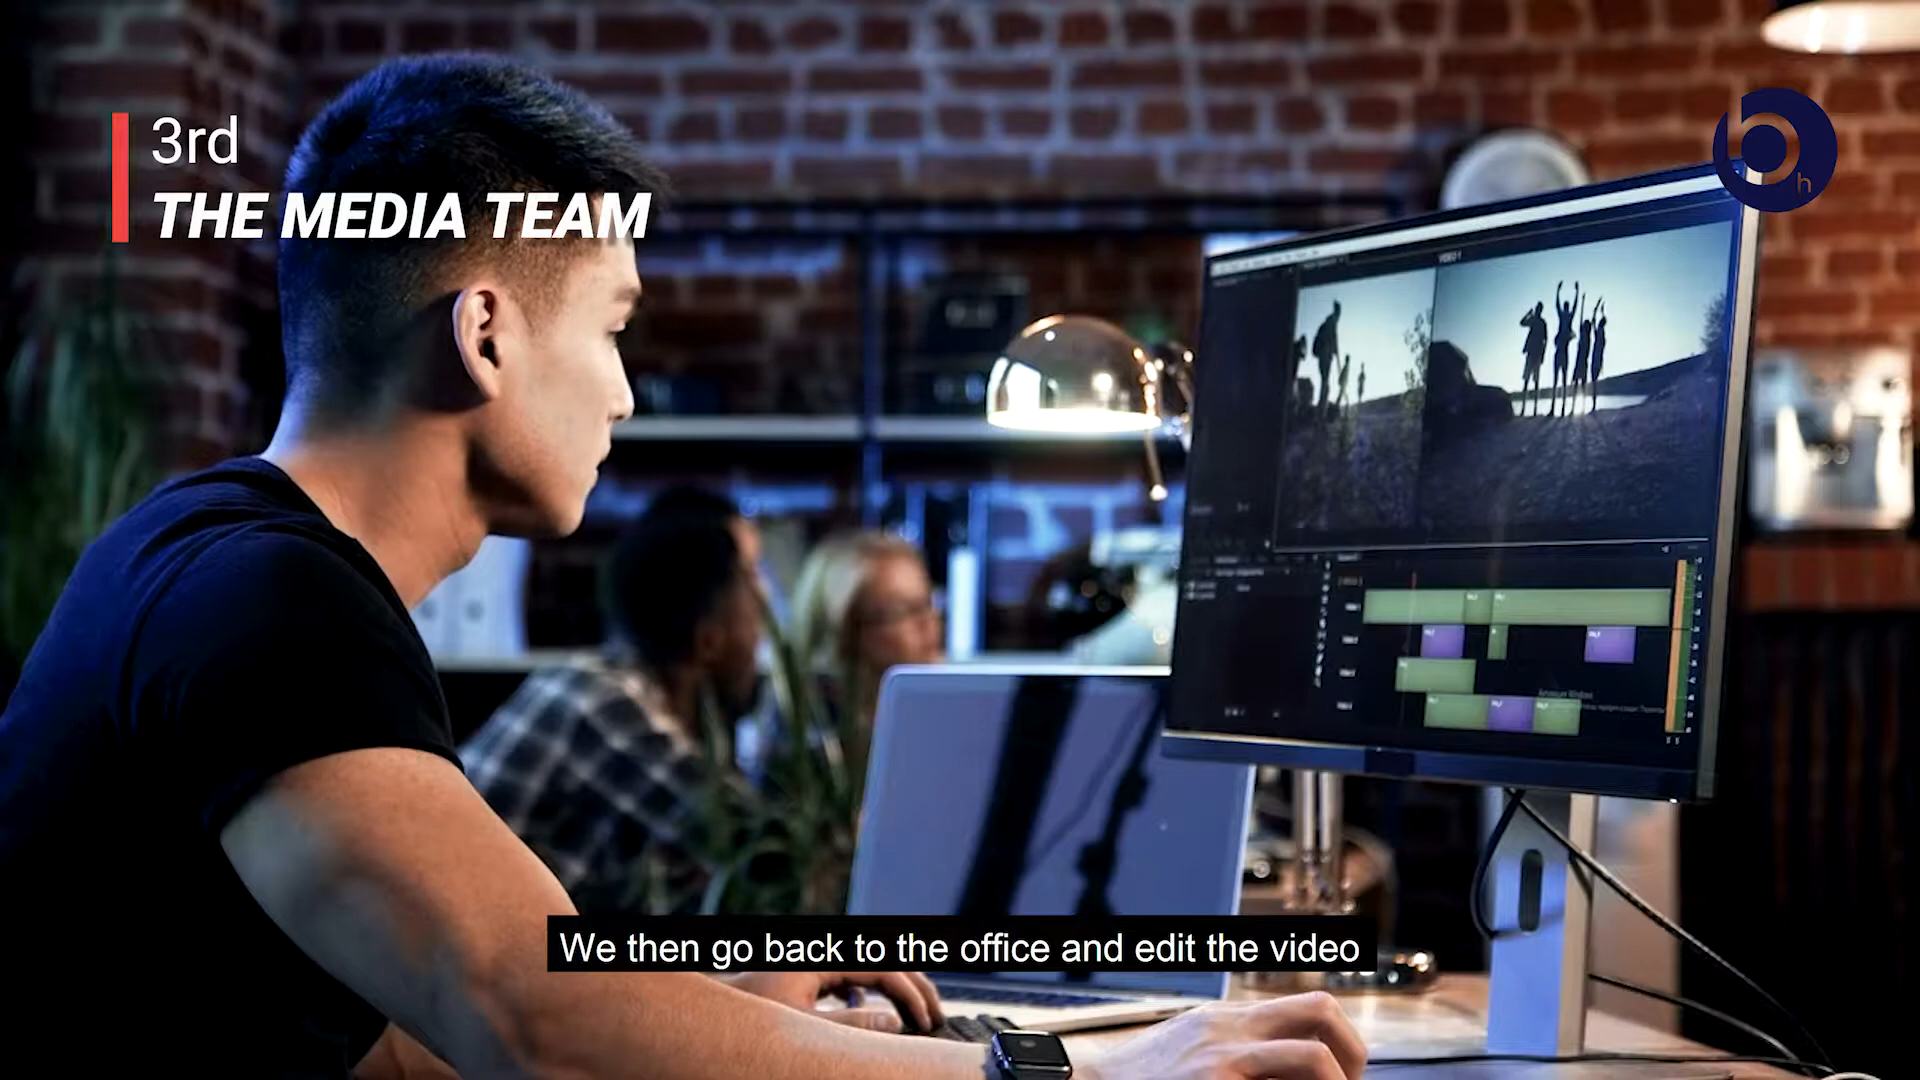 3rd
THE MEDIA TEAM
h
We then go back to the office and edit the video